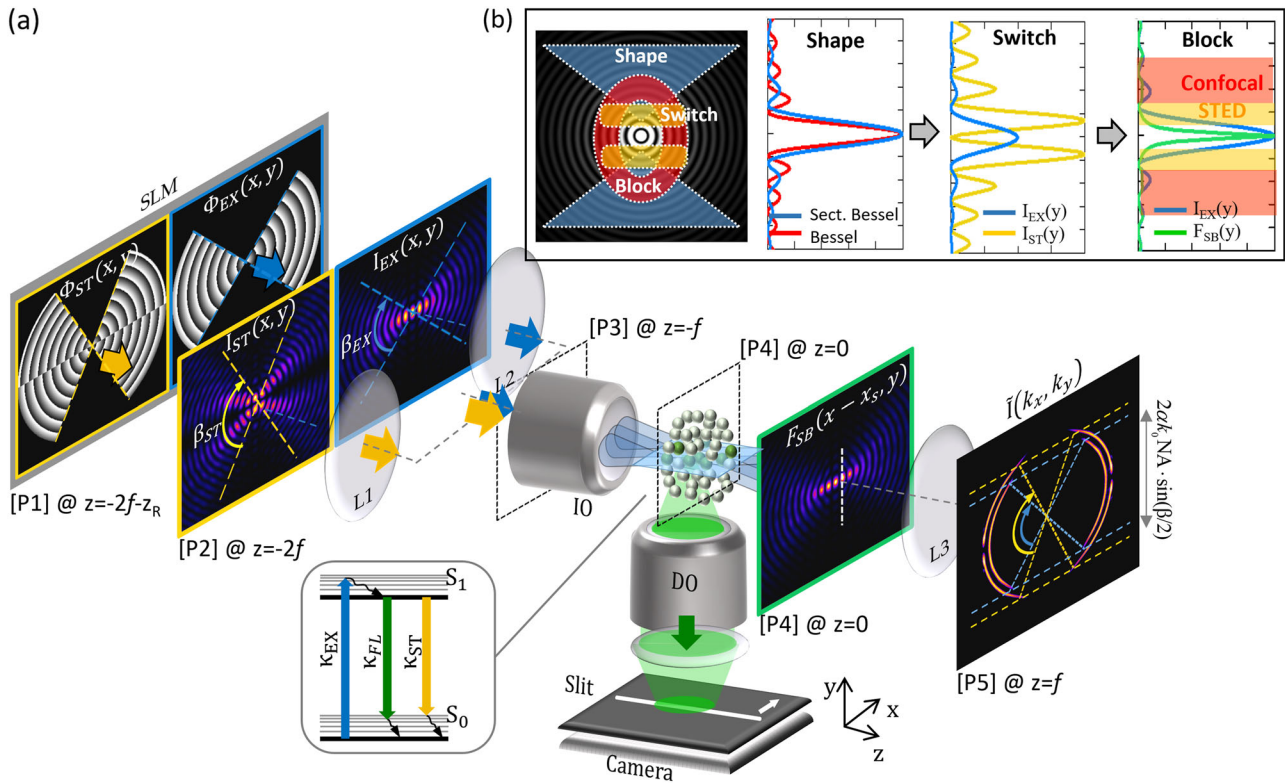 (a)
(b)
Shape
Switch
Block
Shape
Sect. Bessel
Bessel
Switch
I_EX(y)
I_ST(y)
Block
Confocal
STED
I_EX(y)
F_SB(y)
SLM
Φ_EX(x, y)
Φ_ST(x, y)
I_EX(x, y)
β_EX
I_ST(x, y)
β_ST
L2
L1
[P1] @ z=-2f-z_R
[P2] @ z=-2f
[P3] @ z=-f
IO
[P4] @ z=0
F_SB(x − x_s, y)
[P4] @ z=0
DO
L3
Ĩ(k_x, k_y)
2αk_0 NA · sin(β/2)
[P5] @ z=f
S_1
κ_EX
κ_FL
κ_ST
S_0
Slit
Camera
y
x
z